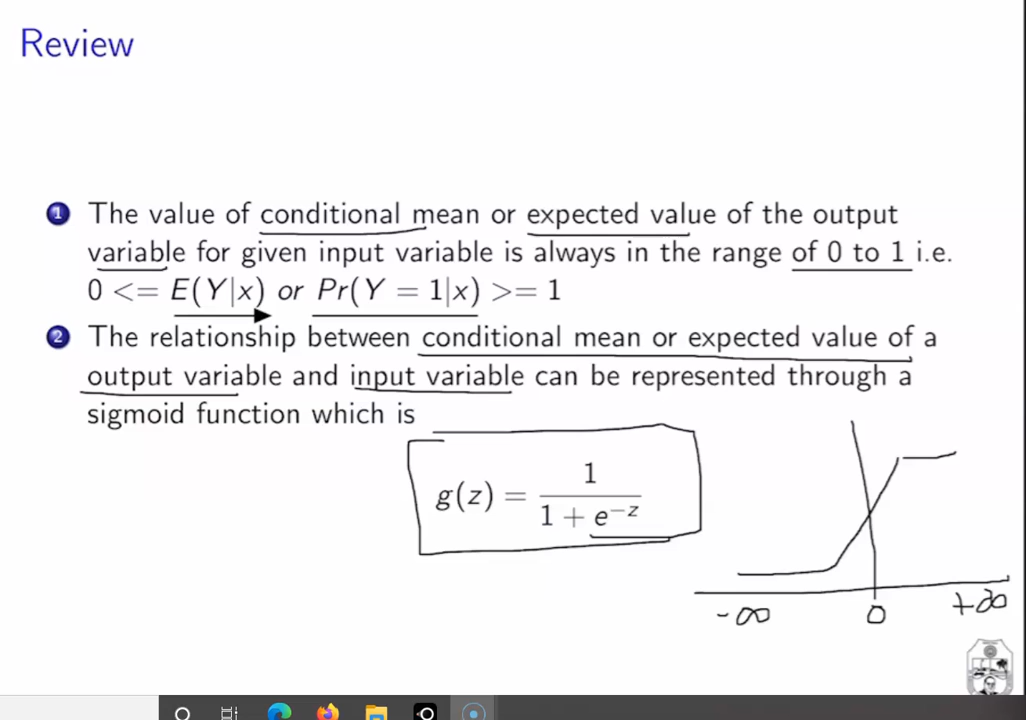 Review
1 The value of conditional mean or expected value of the output
variable for given input variable is always in the range of 0 to 1 i.e.
0 <= E(Y|x) or Pr(Y = 1|x) >= 1
2 The relationship between conditional mean or expected value of a
output variable and input variable can be represented through a
sigmoid function which is
g(z) = 1 / (1 + e^{-z})
-∞ 0 +∞